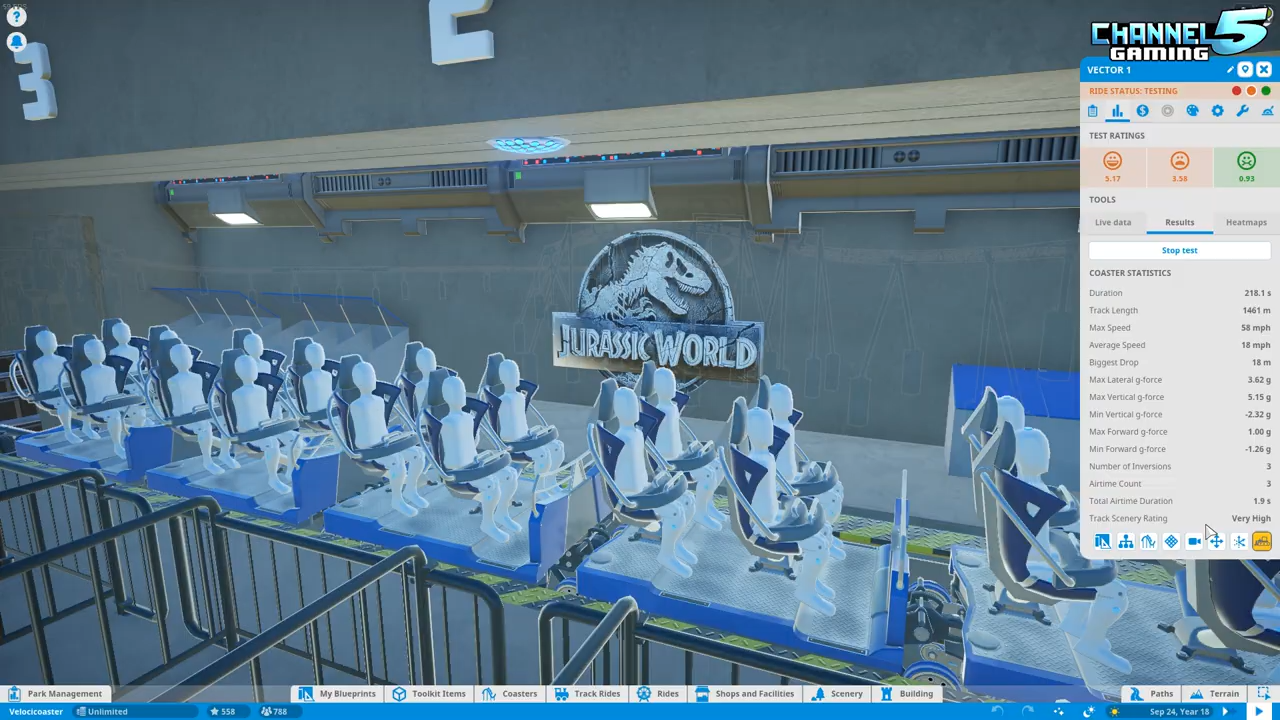 3
C
CHANNEL 5
GAMING
VECTOR 1
RIDE STATUS: TESTING
TEST RATINGS
5.17 3.58 0.93
TOOLS
Live data Results Heatmaps
Stop test
COASTER STATISTICS
Duration 218.1 s
Track Length 1461 m
Max Speed 58 mph
Average Speed 18 mph
Biggest Drop 18 m
Max Lateral g-force 3.62 g
Max Vertical g-force 5.15 g
Min Vertical g-force -2.32 g
Max Forward g-force 1.00 g
Min Forward g-force -1.26 g
Number of Inversions 3
Airtime Count 3
Total Airtime Duration 1.9 s
Track Scenery Rating Very High
JURASSIC WORLD
Park Management My Blueprints Toolkit Items Coasters Track Rides Rides Shops and Facilities Scenery Building Paths Terrain
Velocicoaster Unlimited 558 788 Sep 24, Year 18